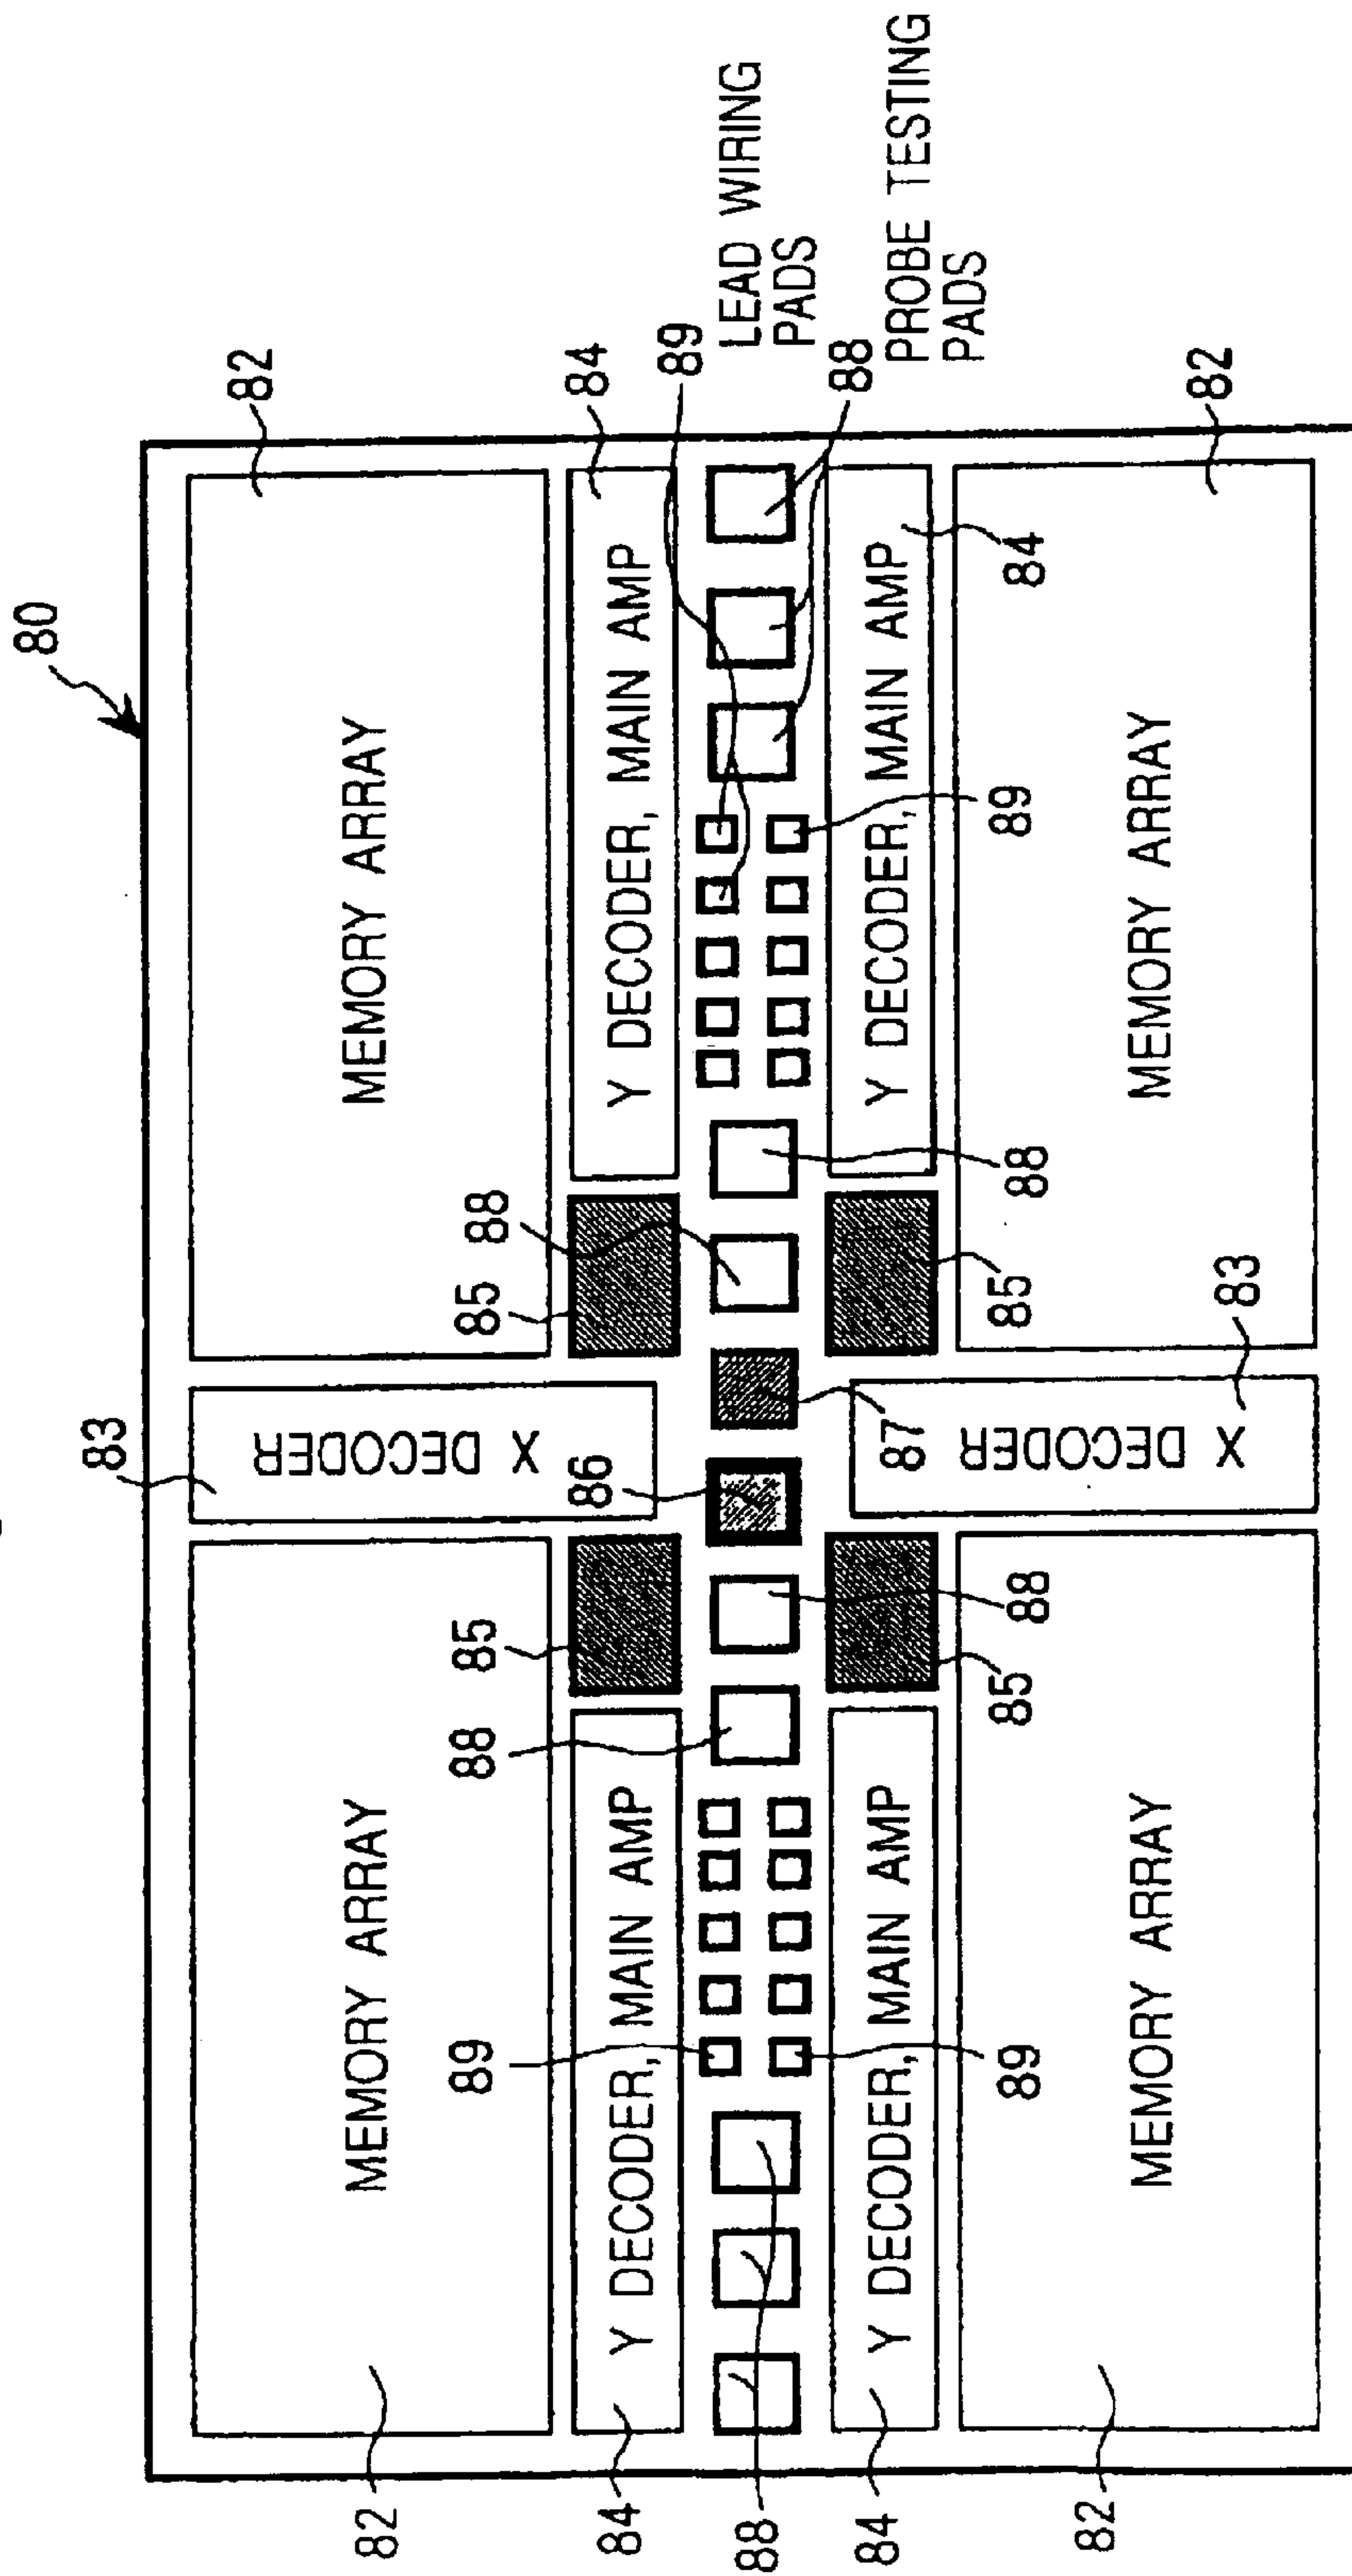 80
83
82
MEMORY ARRAY
X DECODER
MEMORY ARRAY
82
89
88
85
85
88
86
84
84
Y DECODER, MAIN AMP
Y DECODER, MAIN AMP
89
LEAD WIRING
PADS
88
88
PROBE TESTING
PADS
84
Y DECODER, MAIN AMP
87
Y DECODER, MAIN AMP
89
85
88
85
88
89
84
82
MEMORY ARRAY
X DECODER
MEMORY ARRAY
83
82